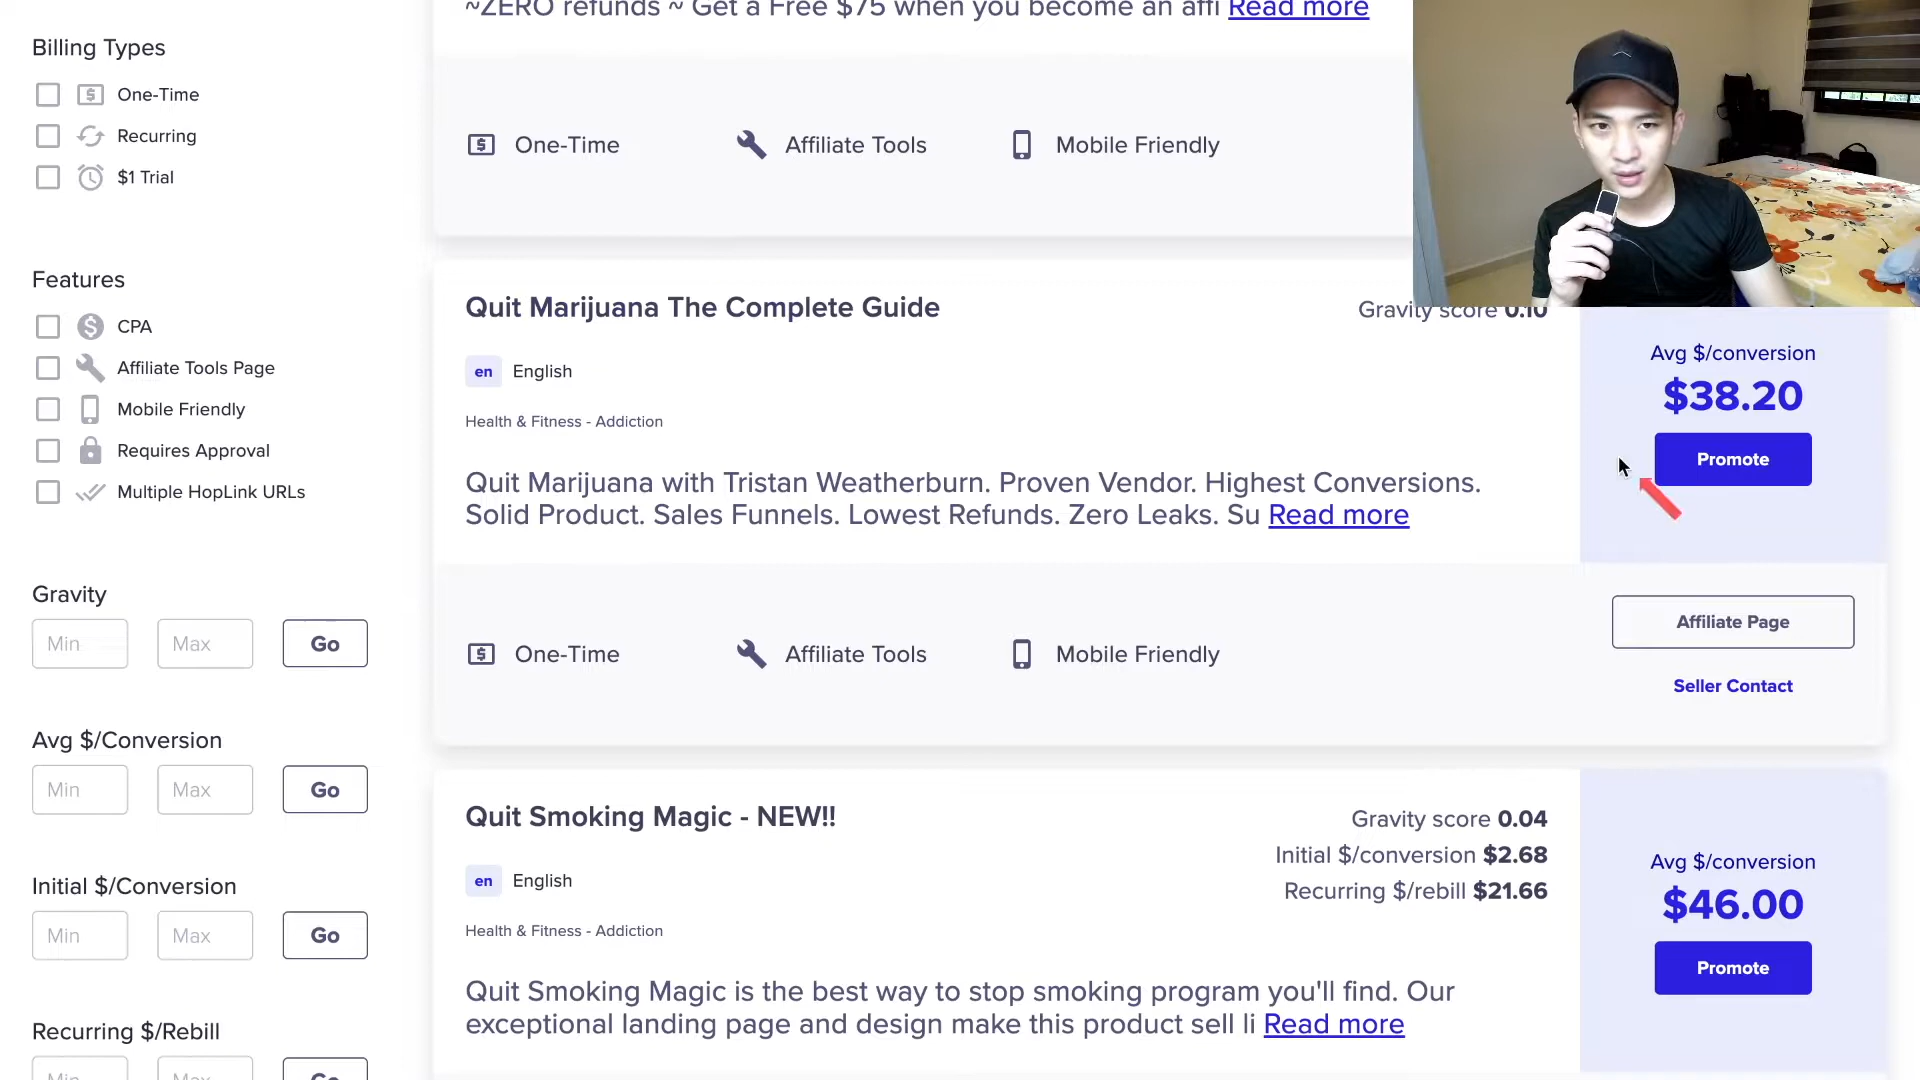 ~ZERO refunds ~ Get a Free $75 when you become an affi Read more
Billing Types
One-Time
Recurring
$1 Trial
One-Time
Affiliate Tools
Mobile Friendly
Features
CPA
Affiliate Tools Page
Mobile Friendly
Requires Approval
Multiple HopLink URLs
Gravity
Min
Max
Go
Avg $/Conversion
Min
Max
Go
Initial $/Conversion
Min
Max
Go
Recurring $/Rebill
Min
Max
Go
Quit Marijuana The Complete Guide
Gravity score 0.10
en English
Health & Fitness - Addiction
Quit Marijuana with Tristan Weatherburn. Proven Vendor. Highest Conversions.
Solid Product. Sales Funnels. Lowest Refunds. Zero Leaks. Su Read more
Avg $/conversion
$38.20
Promote
One-Time
Affiliate Tools
Mobile Friendly
Affiliate Page
Seller Contact
Quit Smoking Magic - NEW!!
Gravity score 0.04
Initial $/conversion $2.68
Recurring $/rebill $21.66
en English
Health & Fitness - Addiction
Quit Smoking Magic is the best way to stop smoking program you'll find. Our
exceptional landing page and design make this product sell li Read more
Avg $/conversion
$46.00
Promote